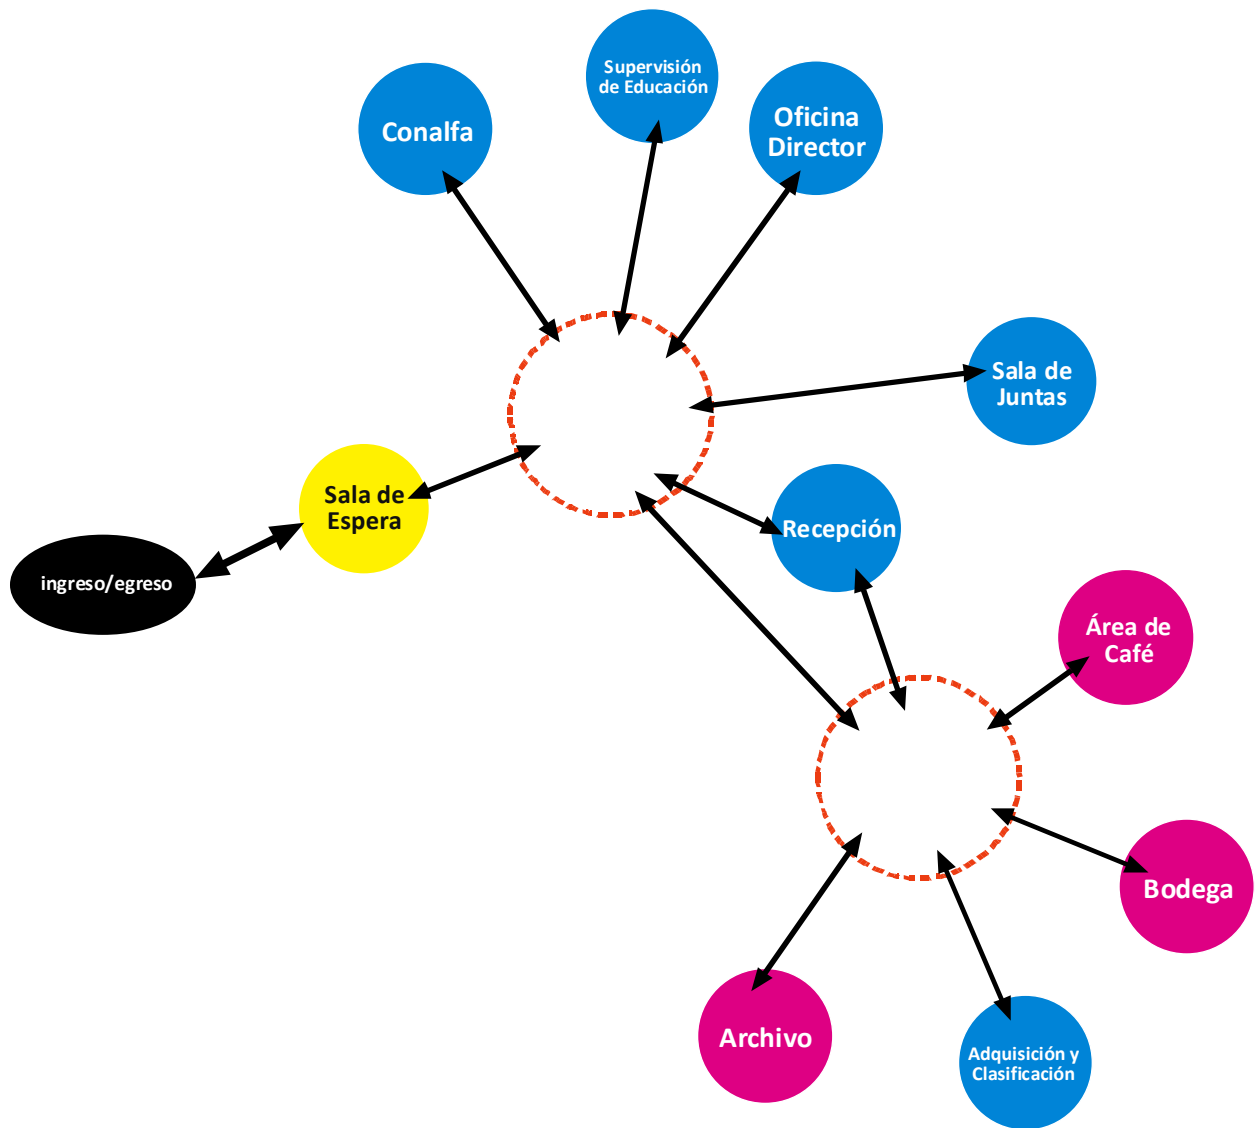 Supervisión
de Educación
Conalfa
Oficina
Director
Sala de
Juntas
Sala de
Espera
Recepción
ingreso/egreso
Área de
Café
Bodega
Archivo
Adquisición y
Clasificación